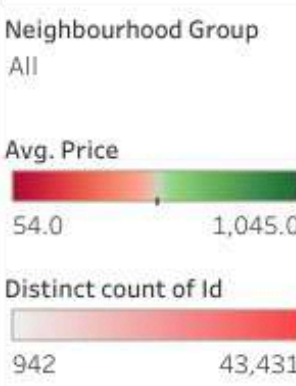 Neighbourhood Group
All
Avg. Price
54.0 1,045.0
Distinct count of Id
942 43,431